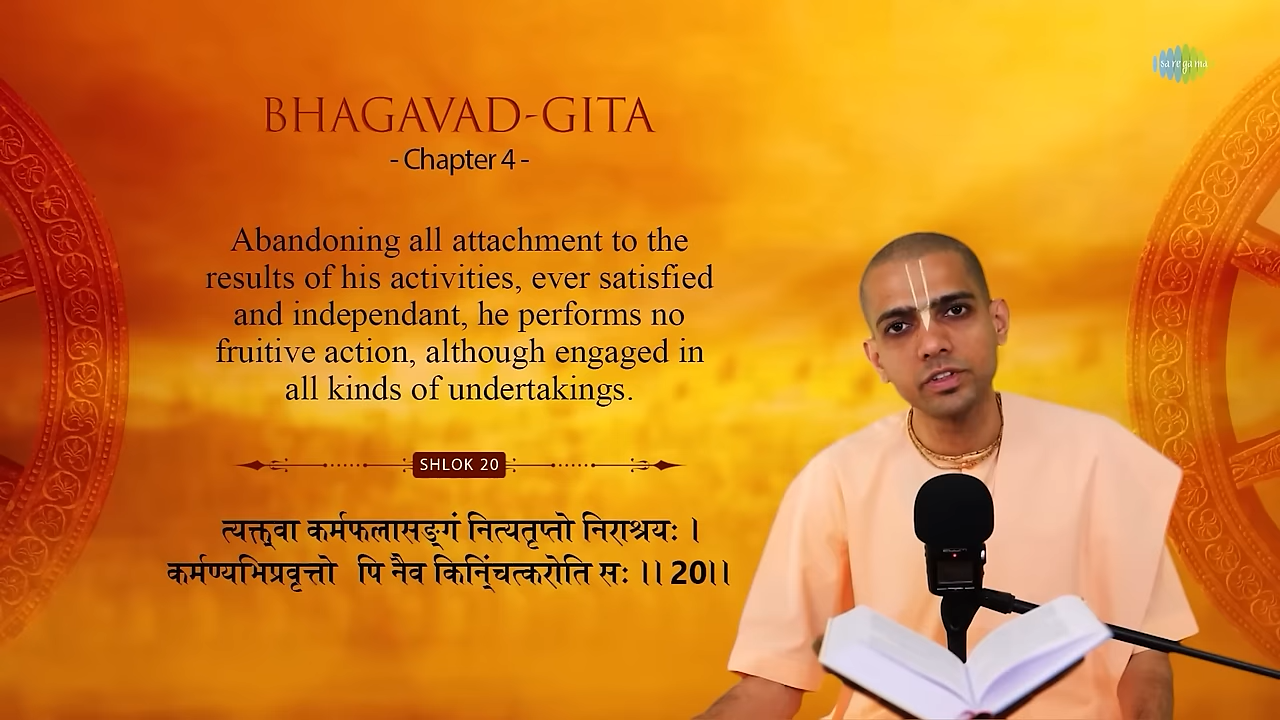 saregama
BHAGAVAD-GITA
- Chapter 4 -
Abandoning all attachment to the
results of his activities, ever satisfied
and independant, he performs no
fruitive action, although engaged in
all kinds of undertakings.
SHLOK 20
त्यक्त्वा कर्मफलासङ्गं नित्यतृप्तो निराश्रयः ।
कर्मण्यभिप्रवृत्तो पि नैव किञ्चित्करोति सः ।। 20।।